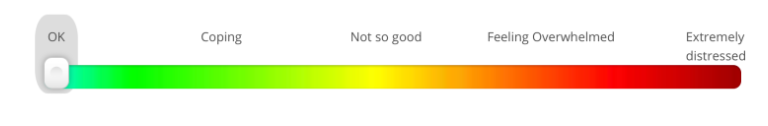 OK Coping Not so good Feeling Overwhelmed Extremely
distressed